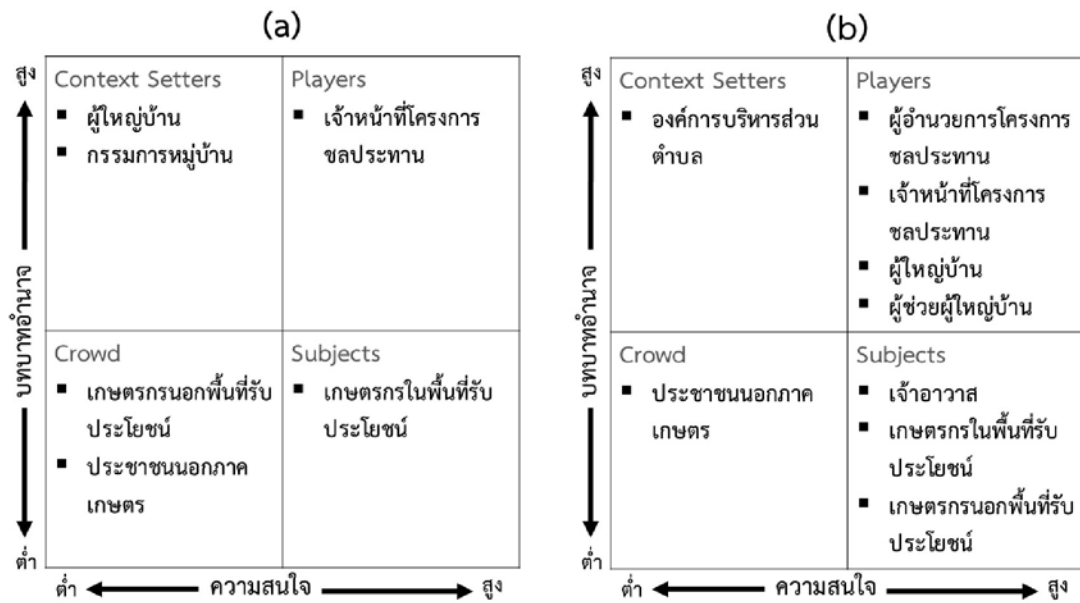 (a)
สูง
บทบาทอำนาจ
ต่ำ
Context Setters
▪ ผู้ใหญ่บ้าน
▪ กรรมการหมู่บ้าน
Players
▪ เจ้าหน้าที่โครงการ
ชลประทาน
Crowd
▪ เกษตรกรนอกพื้นที่รับ
ประโยชน์
▪ ประชาชนนอกภาค
เกษตร
Subjects
▪ เกษตรกรในพื้นที่รับ
ประโยชน์
ต่ำ ความสนใจ สูง
(b)
สูง
บทบาทอำนาจ
ต่ำ
Context Setters
▪ องค์การบริหารส่วน
ตำบล
Players
▪ ผู้อำนวยการโครงการ
ชลประทาน
▪ เจ้าหน้าที่โครงการ
ชลประทาน
▪ ผู้ใหญ่บ้าน
▪ ผู้ช่วยผู้ใหญ่บ้าน
Crowd
▪ ประชาชนนอกภาค
เกษตร
Subjects
▪ เจ้าอาวาส
▪ เกษตรกรในพื้นที่รับ
ประโยชน์
▪ เกษตรกรนอกพื้นที่รับ
ประโยชน์
ต่ำ ความสนใจ สูง